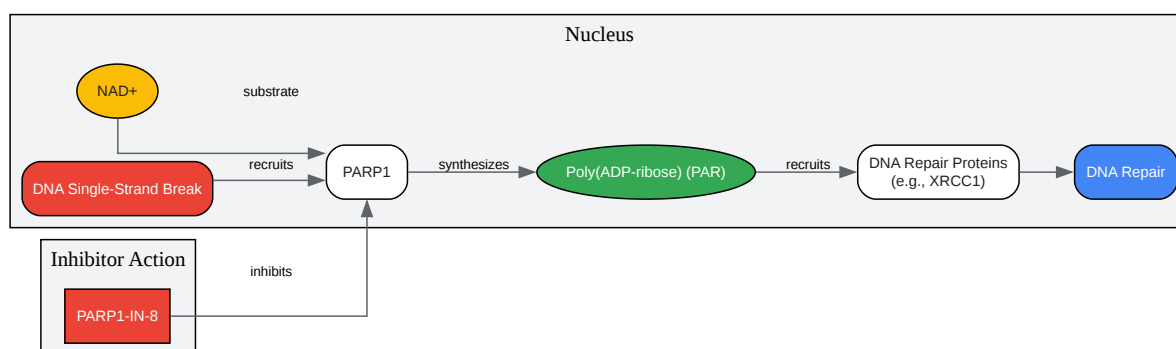 Nucleus
NAD+
substrate
DNA Single-Strand Break
recruits
PARP1
synthesizes
Poly(ADP-ribose) (PAR)
recruits
DNA Repair Proteins
(e.g., XRCC1)
DNA Repair
Inhibitor Action
inhibits
PARP1-IN-8